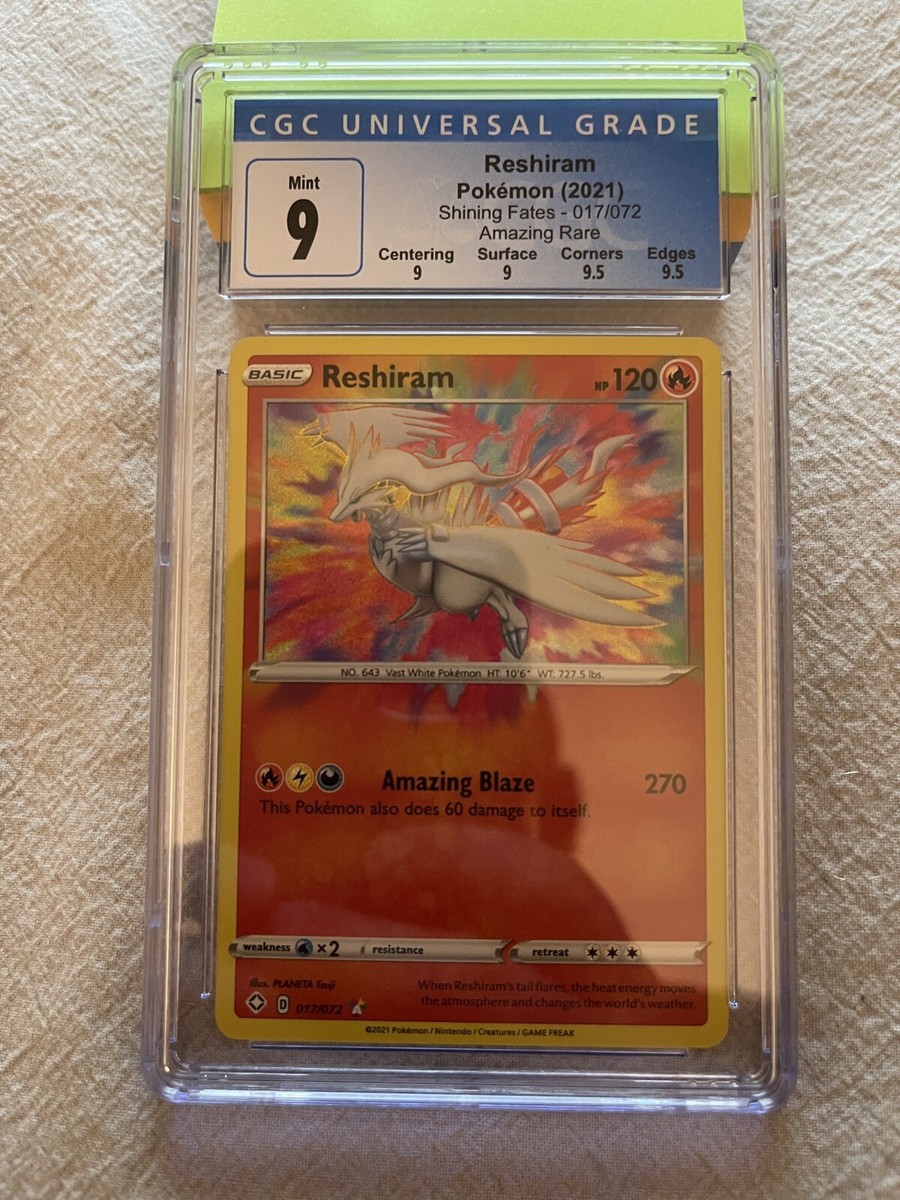 CGC UNIVERSAL GRADE
Mint
9
Reshiram
Pokémon (2021)
Shining Fates - 017/072
Amazing Rare
Centering Surface Corners Edges
9 9 9.5 9.5
BASIC Reshiram HP 120
NO. 643 Vast White Pokémon HT: 10'6" WT: 727.5 lbs.
Amazing Blaze 270
This Pokémon also does 60 damage to itself.
weakness ×2 resistance retreat
Illus. PLANETA Tsuji
When Reshiram's tail flares, the heat energy moves
the atmosphere and changes the world's weather.
D 017/072
©2021 Pokémon / Nintendo / Creatures / GAME FREAK